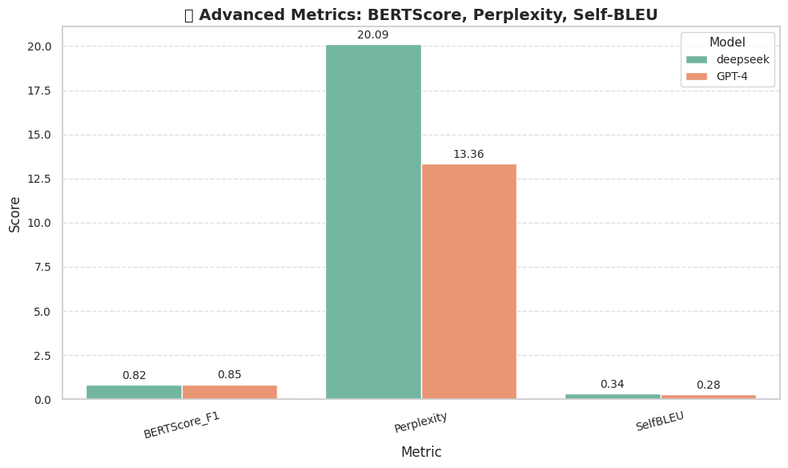 ▯ Advanced Metrics: BERTScore, Perplexity, Self-BLEU
Model
deepseek
GPT-4
Score
20.0
17.5
15.0
12.5
10.0
7.5
5.0
2.5
0.0
0.82
0.85
20.09
13.36
0.34
0.28
BERTScore_F1
Perplexity
SelfBLEU
Metric